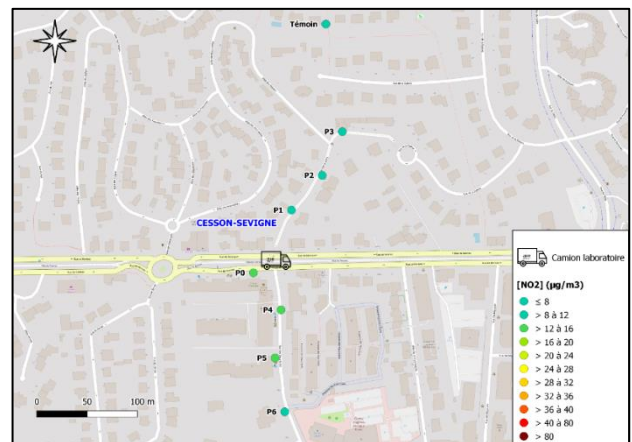 Témoin
P3
P2
P1
CESSON-SEVIGNE
P0
P4
P5
P6
0 50 100 m
Camion laboratoire
[NO2] (µg/m3)
≤ 8
> 8 à 12
> 12 à 16
> 16 à 20
> 20 à 24
> 24 à 28
> 28 à 32
> 32 à 36
> 36 à 40
> 40 à 80
> 80